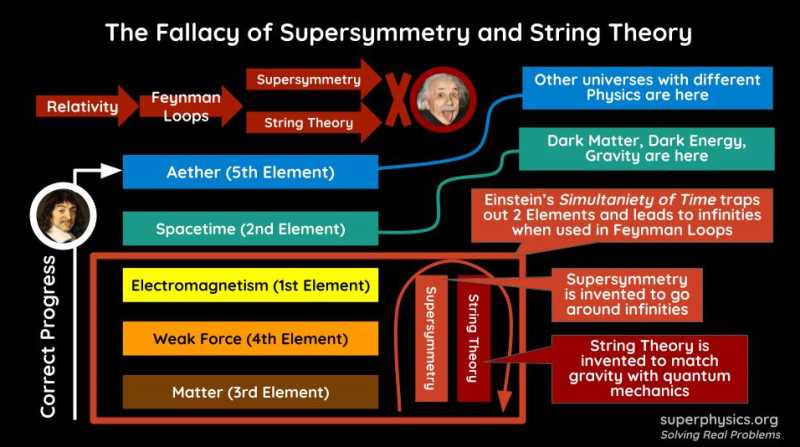 The Fallacy of Supersymmetry and String Theory
Relativity
Feynman
Loops
Supersymmetry
String Theory
X
Other universes with different
Physics are here
Aether (5th Element)
Dark Matter, Dark Energy,
Gravity are here
Spacetime (2nd Element)
Einstein's Simultaniety of Time traps
out 2 Elements and leads to infinities
when used in Feynman Loops
Correct Progress
Electromagnetism (1st Element)
Weak Force (4th Element)
Matter (3rd Element)
Supersymmetry
String Theory
Supersymmetry
is invented to go
around infinities
String Theory is
invented to match
gravity with quantum
mechanics
superphysics.org
Solving Real Problems